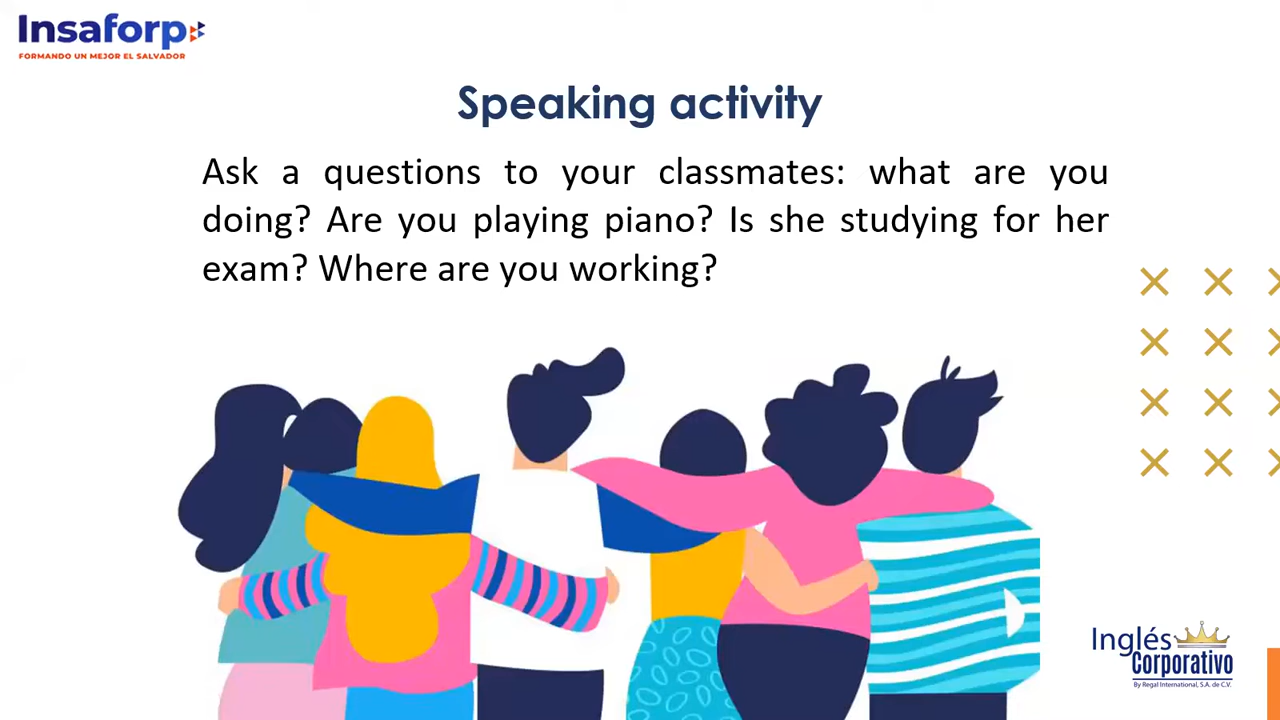 Insaforp
FORMANDO UN MEJOR EL SALVADOR
Speaking activity
Ask a questions to your classmates: what are you
doing? Are you playing piano? Is she studying for her
exam? Where are you working?
Inglés
Corporativo
By Regal International, S.A. de C.V.